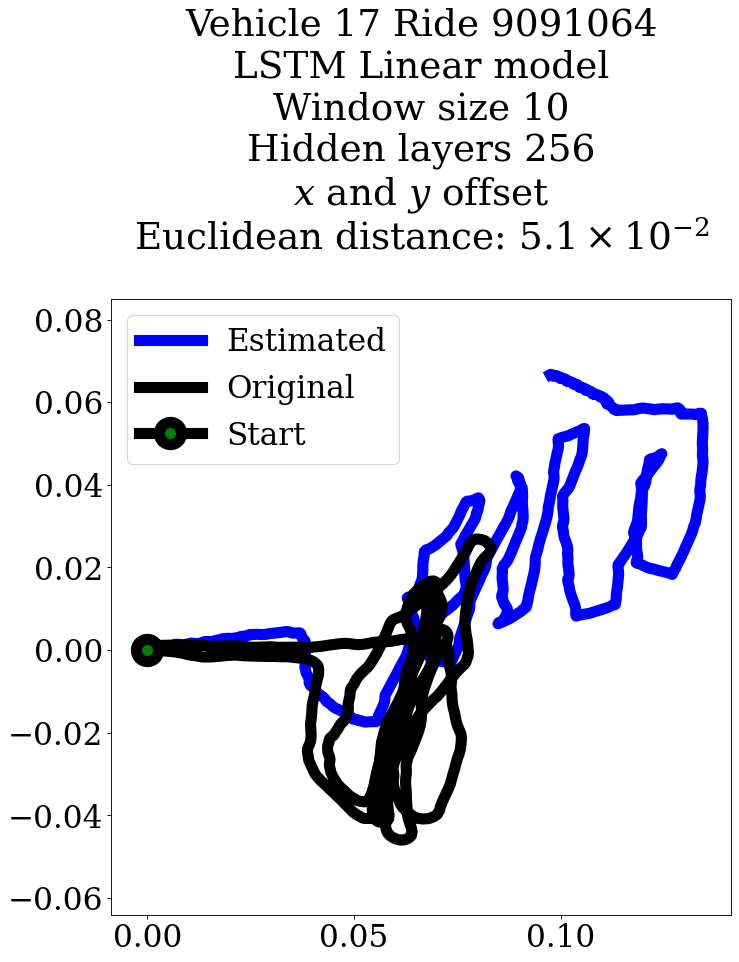 Vehicle 17 Ride 9091064
LSTM Linear model
Window size 10
Hidden layers 256
x and y offset
Euclidean distance: 5.1 × 10⁻²
0.08
0.06
0.04
0.02
0.00
−0.02
−0.04
−0.06
Estimated
Original
Start
0.00 0.05 0.10